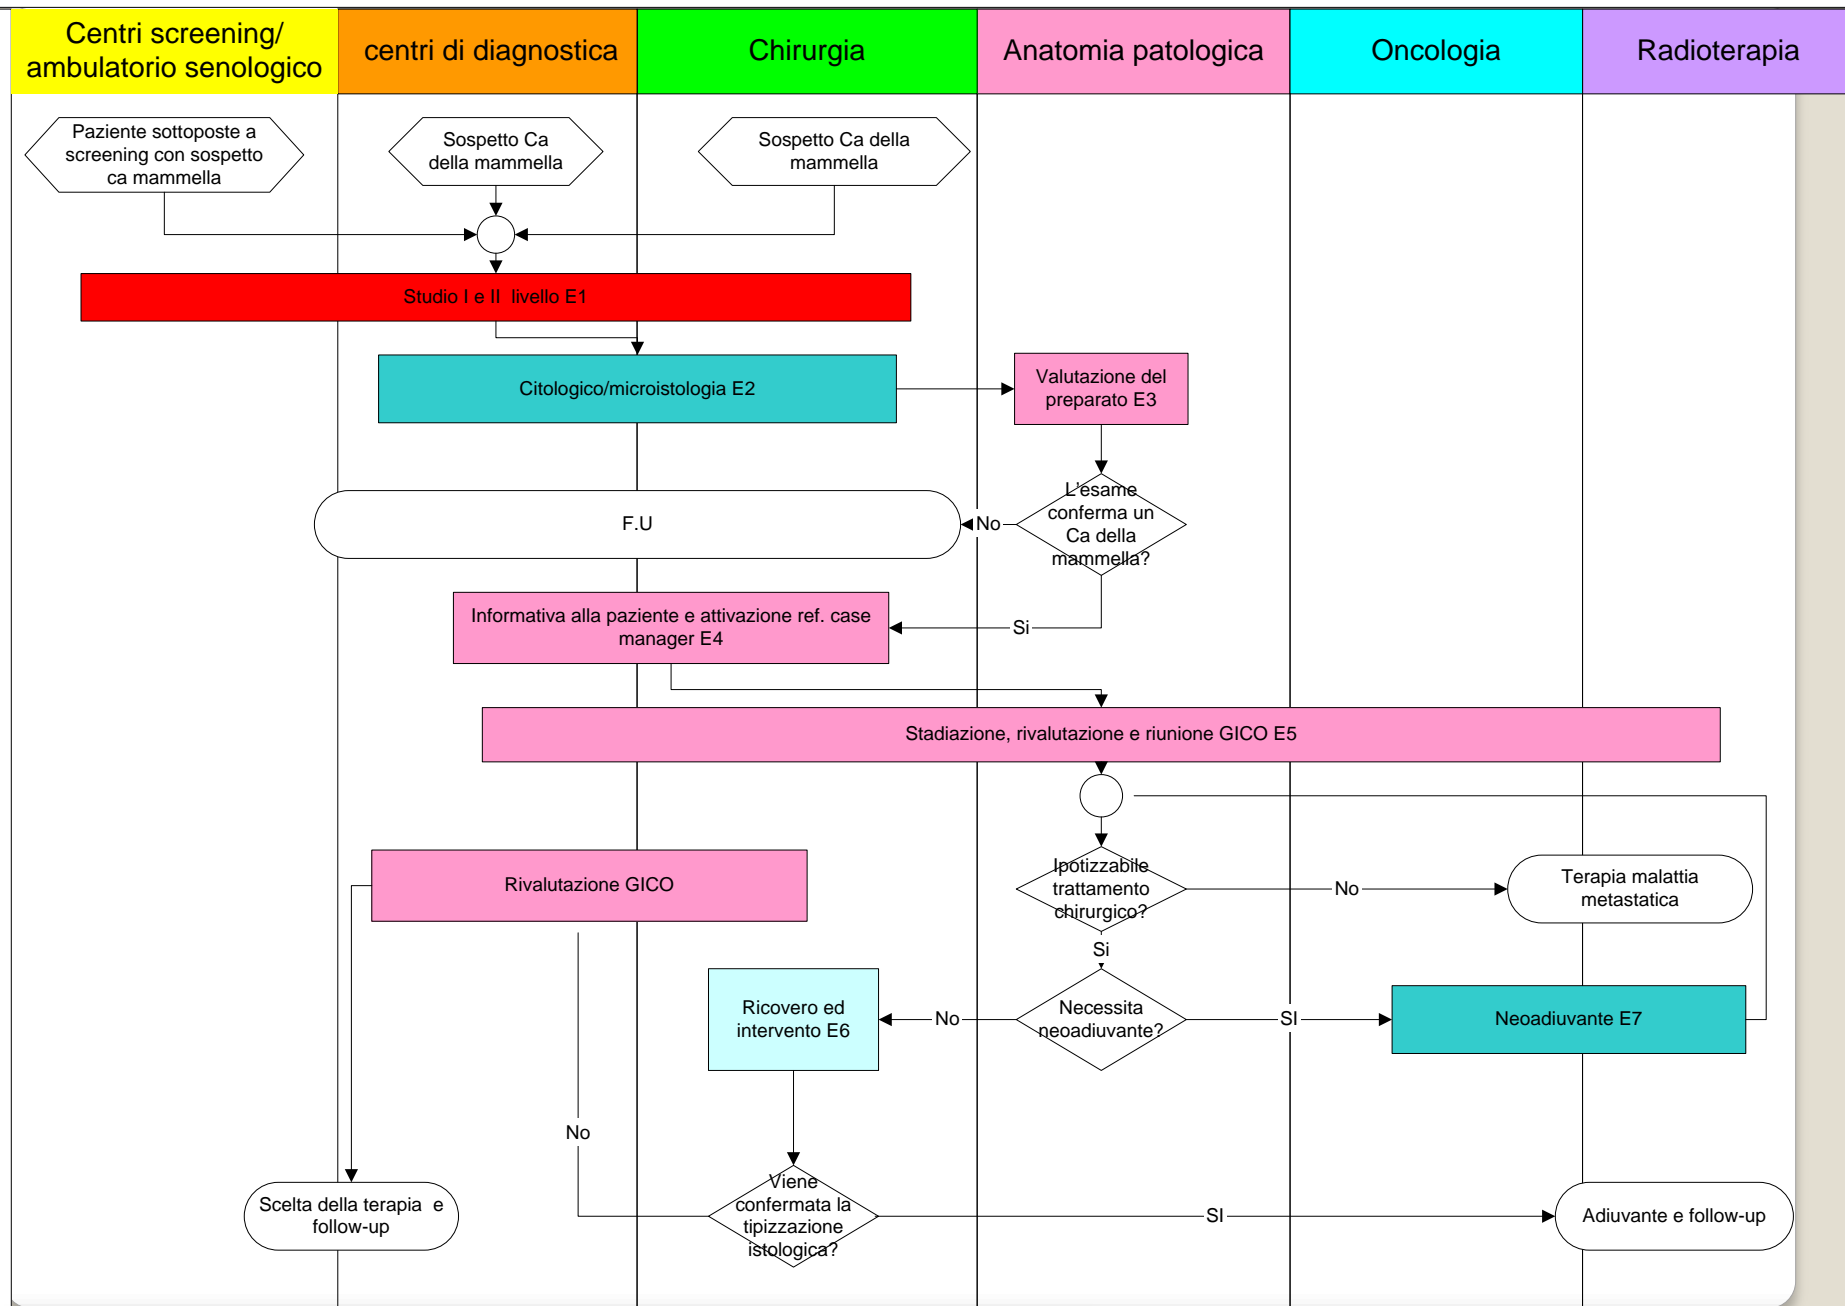 Centri screening/
ambulatorio senologico
centri di diagnostica
Chirurgia
Anatomia patologica
Oncologia
Radioterapia
Paziente sottoposte a
screening con sospetto
ca mammella
Sospetto Ca
della mammella
Sospetto Ca della
mammella
Studio I e II livello E1
Citologico/microistologia E2
Valutazione del
preparato E3
L'esame
conferma un
Ca della
mammella?
No
F.U
Si
Informativa alla paziente e attivazione ref. case
manager E4
Stadiazione, rivalutazione e riunione GICO E5
Rivalutazione GICO
Ipotizzabile
trattamento
chirurgico?
No
Terapia malattia
metastatica
Si
Ricovero ed
intervento E6
No
Necessita
neoadiuvante?
SI
Neoadiuvante E7
No
Scelta della terapia e
follow-up
Viene
confermata la
tipizzazione
istologica?
SI
Adiuvante e follow-up